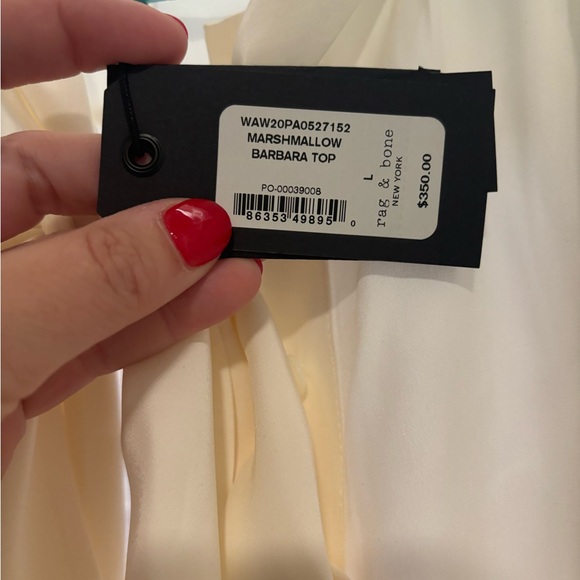 WAW20PA0527152
MARSHMALLOW
BARBARA TOP
PO-00039008
86353 49895 0
L
rag & bone
NEW YORK
$350.00